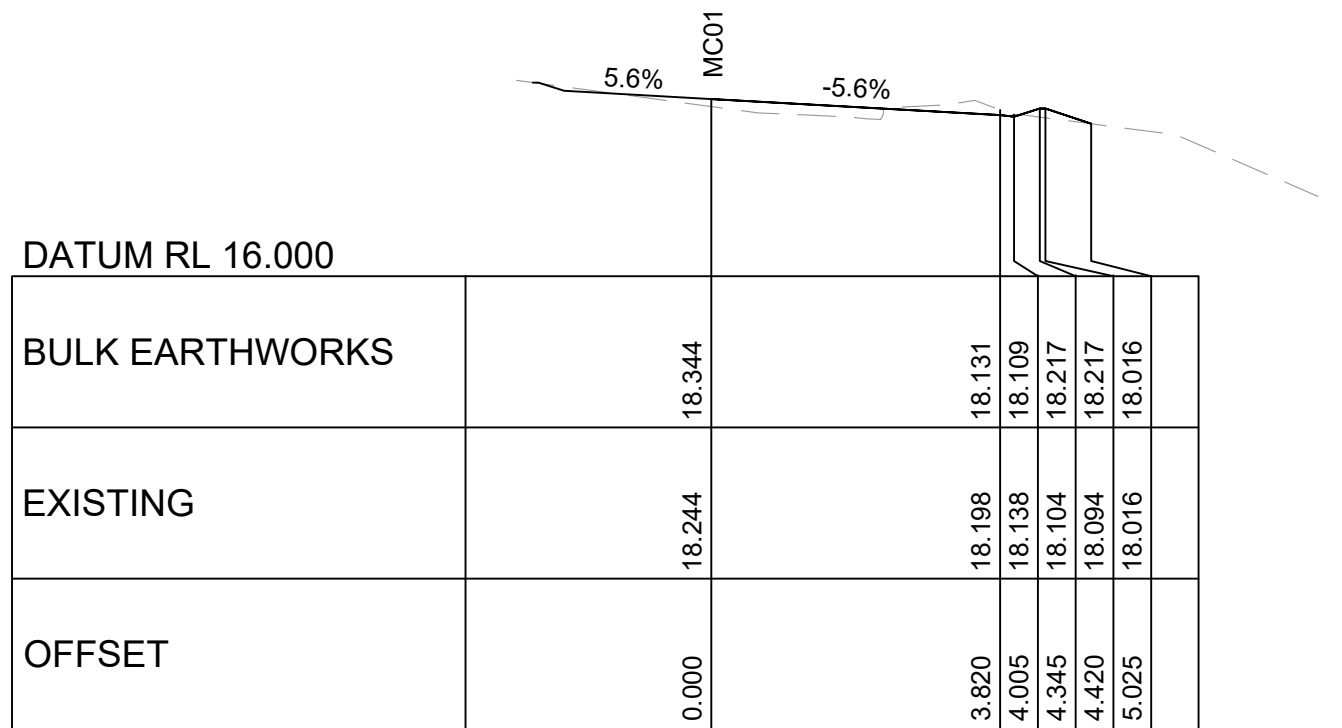 MC01
5.6%
-5.6%
DATUM RL 16.000
BULK EARTHWORKS 18.344 18.131 18.109 18.217 18.217 18.016
EXISTING 18.244 18.198 18.138 18.104 18.094 18.016
OFFSET 0.000 3.820 4.005 4.345 4.420 5.025